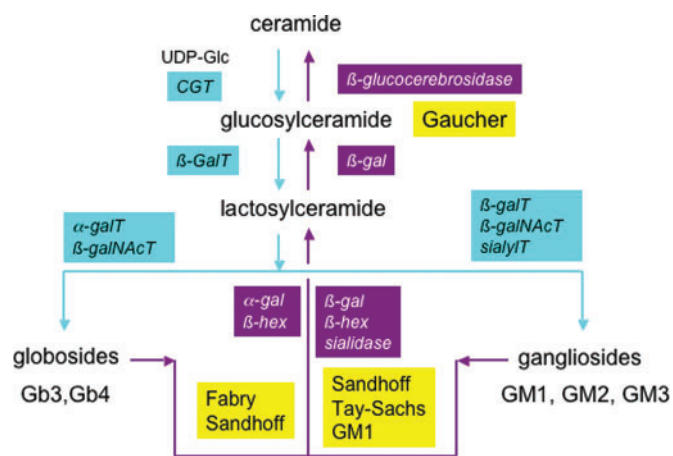 ceramide
UDP-Glc
CGT
ß-glucocerebrosidase
glucosylceramide
Gaucher
ß-GalT
ß-gal
lactosylceramide
α-galT
ß-galNAcT
ß-galT
ß-galNAcT
sialylT
α-gal
ß-hex
ß-gal
ß-hex
sialidase
globosides
Gb3,Gb4
gangliosides
GM1, GM2, GM3
Fabry
Sandhoff
Sandhoff
Tay-Sachs
GM1